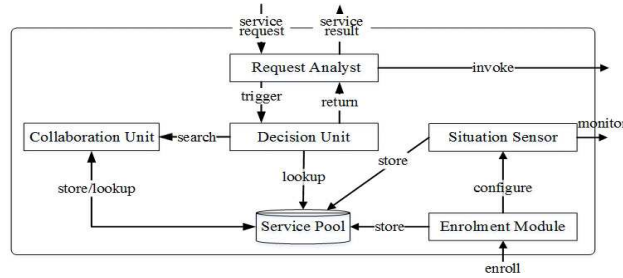 service
request
service
result
Request Analyst
invoke
trigger
return
monitor
Collaboration Unit
search
Decision Unit
Situation Sensor
store
lookup
store/lookup
configure
Service Pool
store
Enrolment Module
enroll